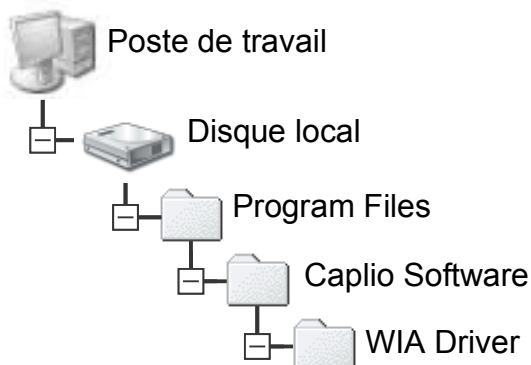 Poste de travail
Disque local
Program Files
Caplio Software
WIA Driver